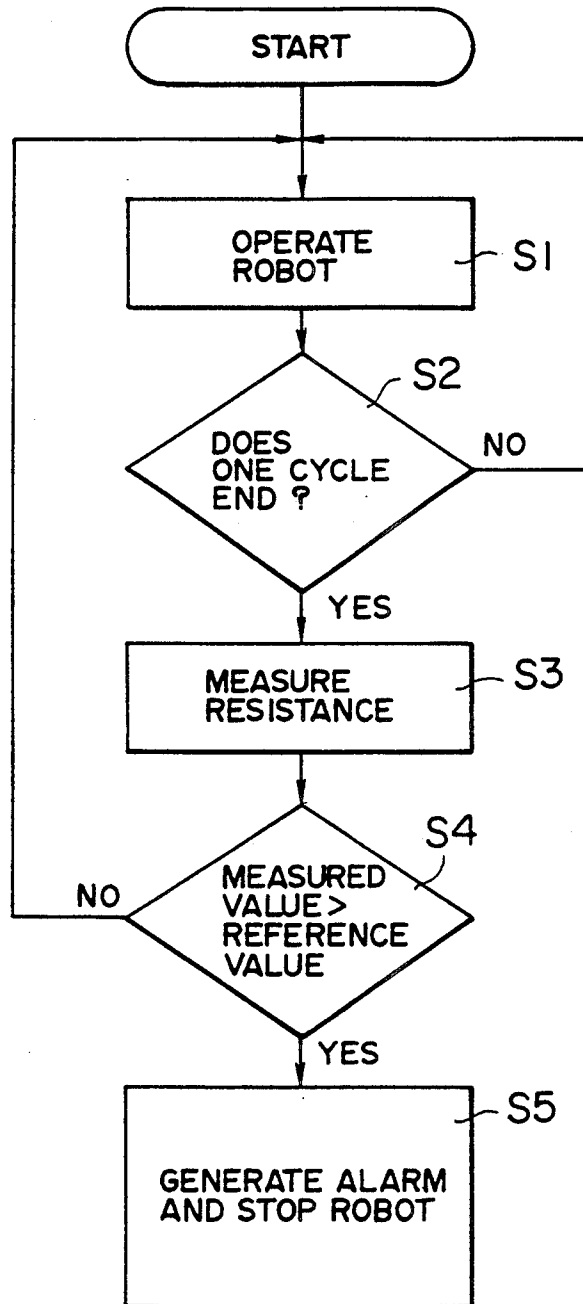 START
OPERATE
ROBOT
S1
S2
DOES
ONE CYCLE
END ?
NO
YES
MEASURE
RESISTANCE
S3
S4
MEASURED
VALUE>
REFERENCE
VALUE
NO
YES
S5
GENERATE ALARM
AND STOP ROBOT